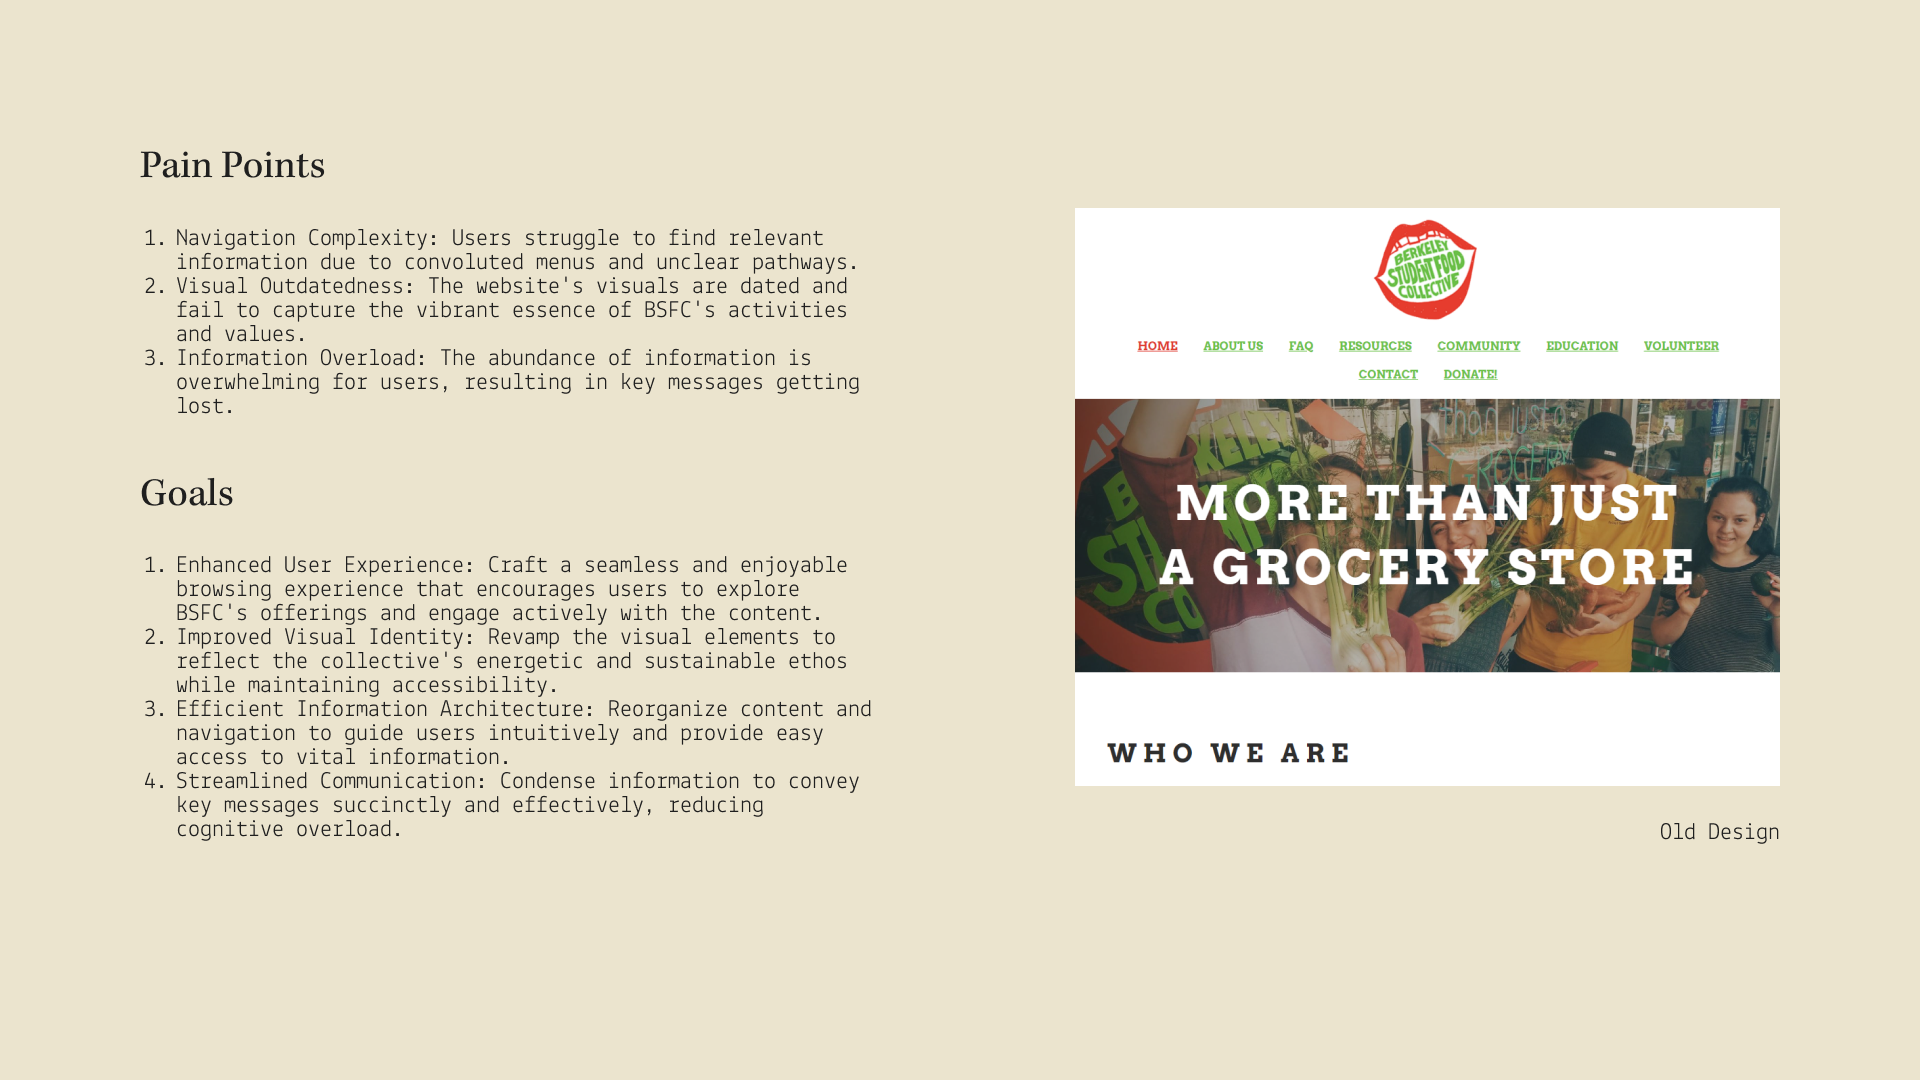 Pain Points
1. Navigation Complexity: Users struggle to find relevant
information due to convoluted menus and unclear pathways.
2. Visual Outdatedness: The website's visuals are dated and
fail to capture the vibrant essence of BSFC's activities
and values.
3. Information Overload: The abundance of information is
overwhelming for users, resulting in key messages getting
lost.
Goals
1. Enhanced User Experience: Craft a seamless and enjoyable
browsing experience that encourages users to explore
BSFC's offerings and engage actively with the content.
2. Improved Visual Identity: Revamp the visual elements to
reflect the collective's energetic and sustainable ethos
while maintaining accessibility.
3. Efficient Information Architecture: Reorganize content and
navigation to guide users intuitively and provide easy
access to vital information.
4. Streamlined Communication: Condense information to convey
key messages succinctly and effectively, reducing
cognitive overload.
BERKELEY
STUDENT FOOD
COLLECTIVE
HOME ABOUT US FAQ RESOURCES COMMUNITY EDUCATION VOLUNTEER
CONTACT DONATE!
than just a
MORE THAN JUST
A GROCERY STORE
WHO WE ARE
Old Design